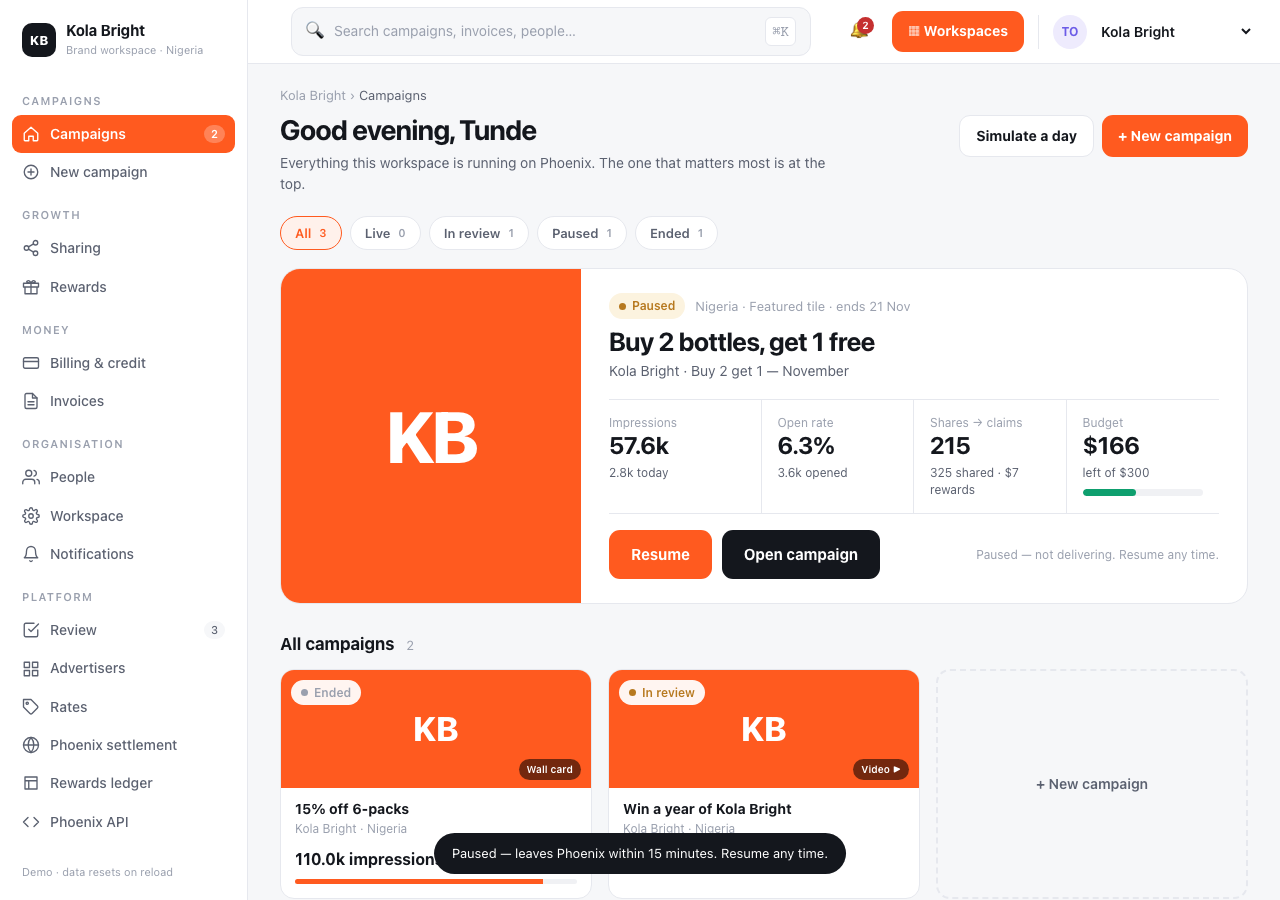 KB
Kola Bright
Brand workspace · Nigeria
CAMPAIGNS
Campaigns 2
New campaign
GROWTH
Sharing
Rewards
MONEY
Billing & credit
Invoices
ORGANISATION
People
Workspace
Notifications
PLATFORM
Review 3
Advertisers
Rates
Phoenix settlement
Rewards ledger
Phoenix API
Demo · data resets on reload
Search campaigns, invoices, people… ⌘K
2
Workspaces
TO
Kola Bright
Kola Bright › Campaigns
Good evening, Tunde
Everything this workspace is running on Phoenix. The one that matters most is at the
top.
Simulate a day
+ New campaign
All 3
Live 0
In review 1
Paused 1
Ended 1
KB
Paused
Nigeria · Featured tile · ends 21 Nov
Buy 2 bottles, get 1 free
Kola Bright · Buy 2 get 1 — November
Impressions
57.6k
2.8k today
Open rate
6.3%
3.6k opened
Shares → claims
215
325 shared · $7
rewards
Budget
$166
left of $300
Resume
Open campaign
Paused — not delivering. Resume any time.
All campaigns 2
Ended
KB
Wall card
15% off 6-packs
Kola Bright · Nigeria
110.0k impression
In review
KB
Video ▶
Win a year of Kola Bright
Kola Bright · Nigeria
+ New campaign
Paused — leaves Phoenix within 15 minutes. Resume any time.